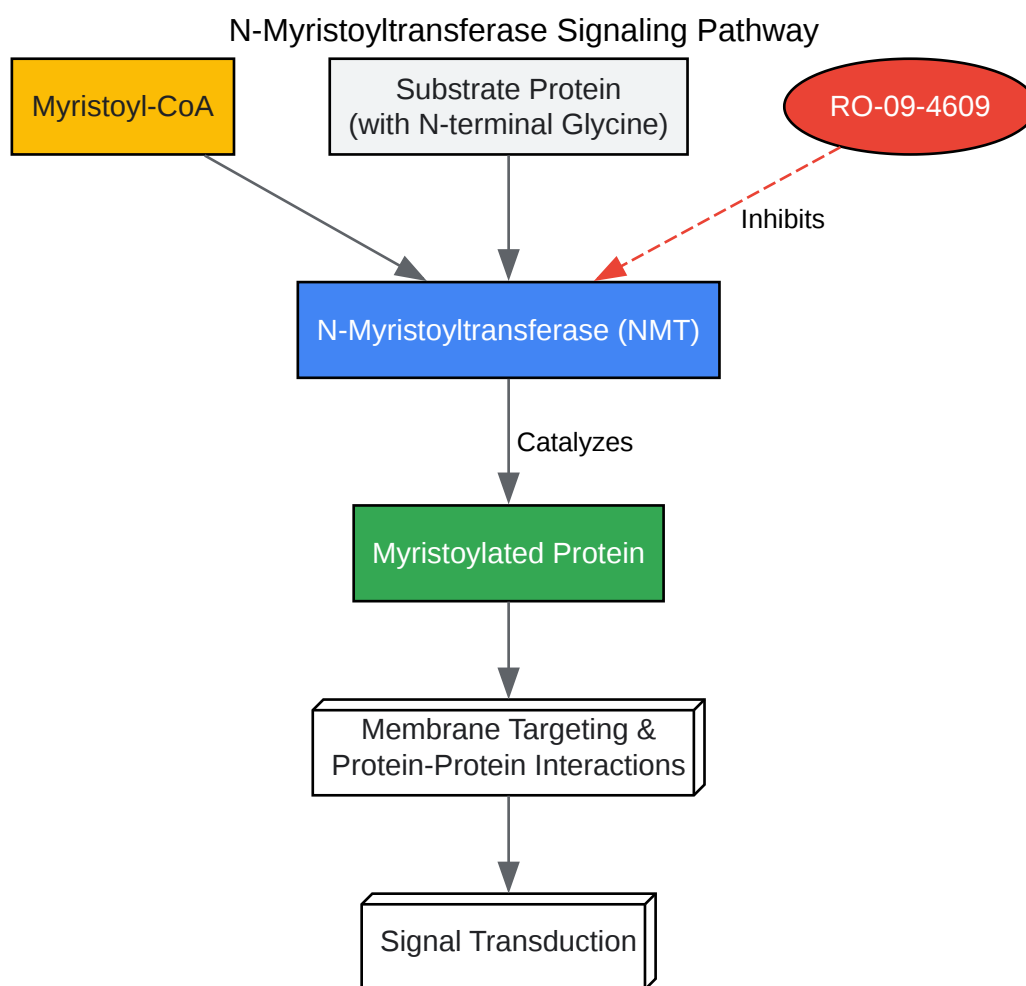 N-Myristoyltransferase Signaling Pathway
Myristoyl-CoA
Substrate Protein
(with N-terminal Glycine)
RO-09-4609
Inhibits
N-Myristoyltransferase (NMT)
Catalyzes
Myristoylated Protein
Membrane Targeting &
Protein-Protein Interactions
Signal Transduction